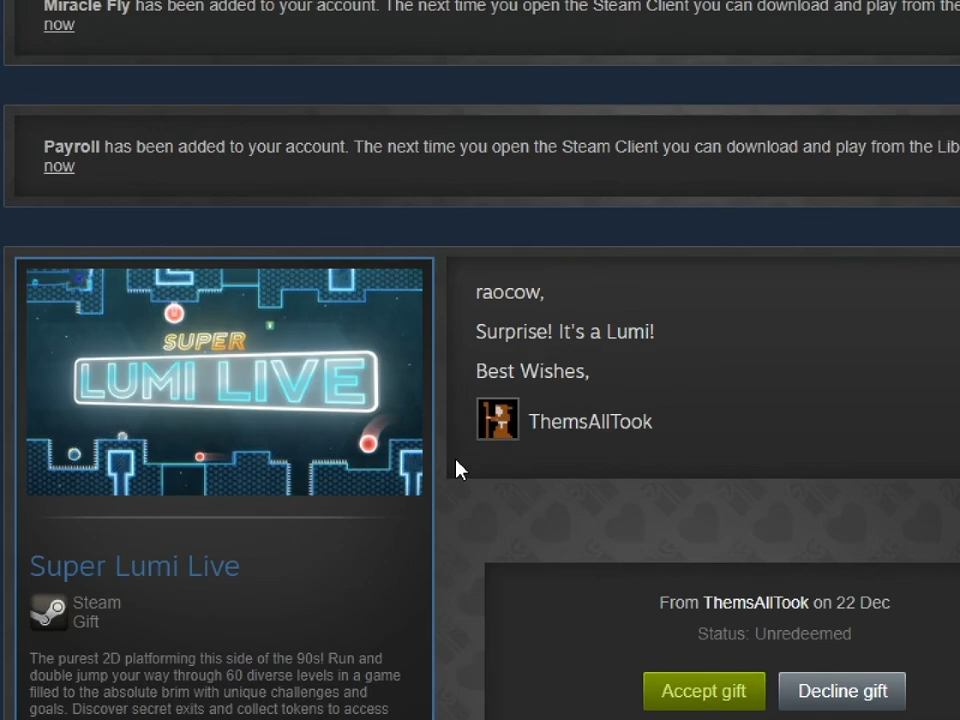 Miracle Fly has been added to your account. The next time you open the Steam Client you can download and play from the
now
Payroll has been added to your account. The next time you open the Steam Client you can download and play from the Lib
now
SUPER
LUMI LIVE
raocow,
Surprise! It's a Lumi!
Best Wishes,
ThemsAllTook
Super Lumi Live
Steam
Gift
The purest 2D platforming this side of the 90s! Run and
double jump your way through 60 diverse levels in a game
filled to the absolute brim with unique challenges and
goals. Discover secret exits and collect tokens to access
From ThemsAllTook on 22 Dec
Status: Unredeemed
Accept gift
Decline gift